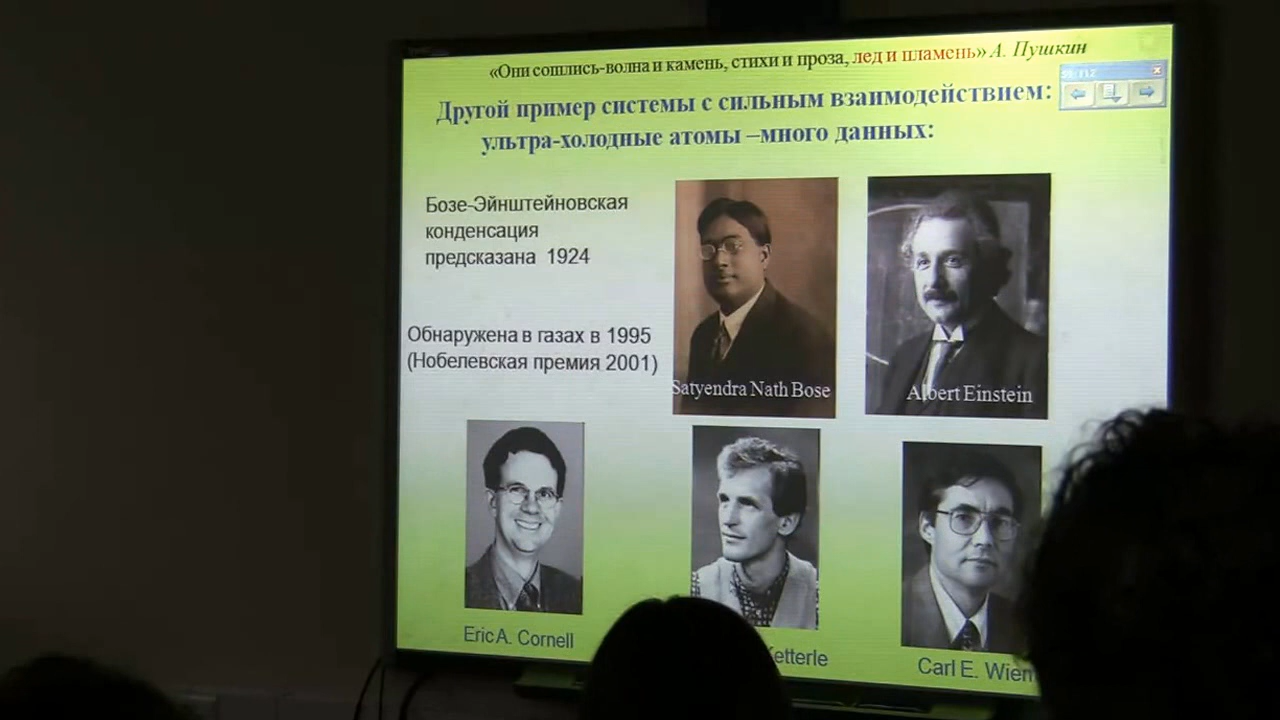 «Они сошлись-волна и камень, стихи и проза, лед и пламень» А. Пушкин
Другой пример системы с сильным взаимодействием:
ультра-холодные атомы –много данных:
Бозе-Эйнштейновская
конденсация
предсказана 1924
Обнаружена в газах в 1995
(Нобелевская премия 2001)
Satyendra Nath Bose
Albert Einstein
Eric A. Cornell
Ketterle
Carl E. Wiem